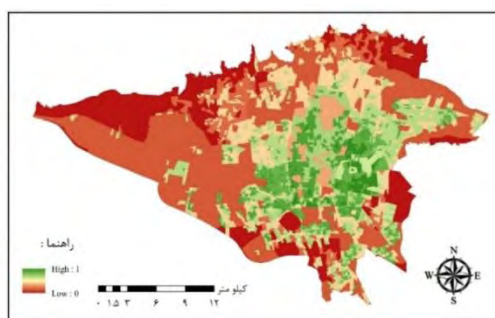 راهنما :
High : 1
Low : 0
۰ ۱.۵ ۳ ۶ ۹ ۱۲ کیلو متر
N
W E
S